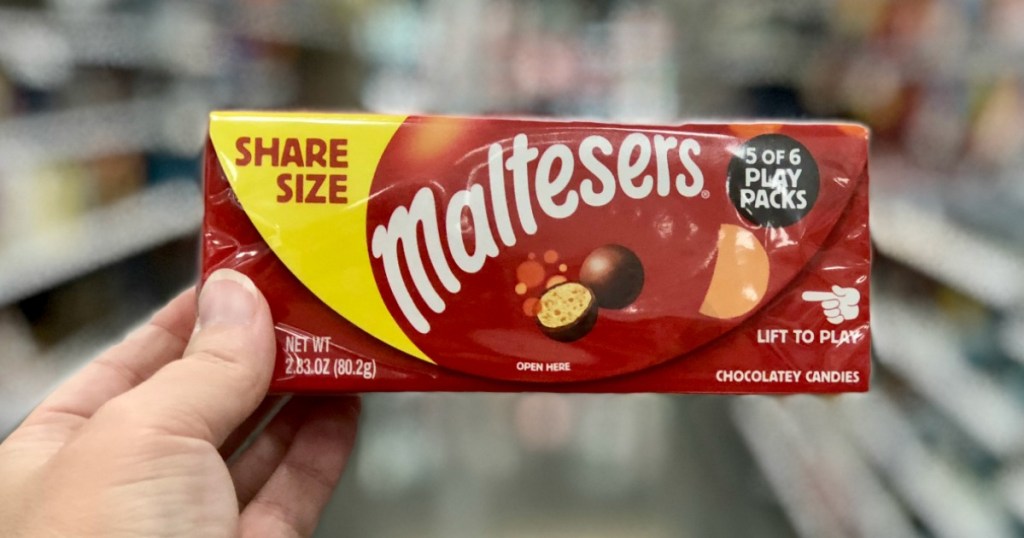 SHARE
SIZE
Maltesers®
5 OF 6
PLAY
PACKS
LIFT TO PLAY
NET WT
2.83 OZ (80.2g)
OPEN HERE
CHOCOLATEY CANDIES